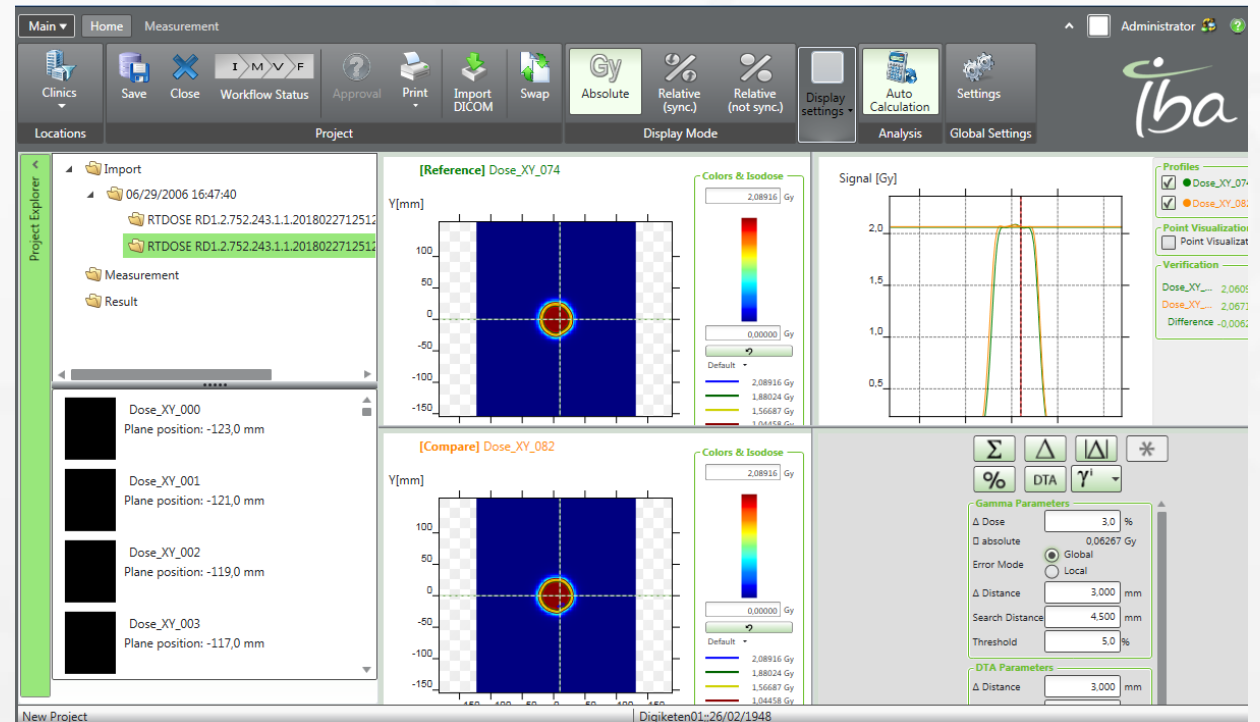 Main ▾ Home Measurement Administrator
Clinics Save Close I M V F Workflow Status Approval Print Import DICOM Swap Gy Absolute Relative (sync.) Relative (not sync.) Display settings Auto Calculation Settings iba
Locations Project Display Mode Analysis Global Settings
Project Explorer
Import
06/29/2006 16:47:40
RTDOSE RD1.2.752.243.1.1.2018022712512
RTDOSE RD1.2.752.243.1.1.2018022712512
Measurement
Result
Dose_XY_000
Plane position: -123,0 mm
Dose_XY_001
Plane position: -121,0 mm
Dose_XY_002
Plane position: -119,0 mm
Dose_XY_003
Plane position: -117,0 mm
[Reference] Dose_XY_074
Y[mm]
100
50
0
-50
-100
-150
Colors & Isodose
2,08916 Gy
0,00000 Gy
Default
2,08916 Gy
1,88024 Gy
1,56687 Gy
1,04458 Gy
[Compare] Dose_XY_082
Y[mm]
100
50
0
-50
-100
-150
-150 -100 -50 0 50 100 150
Colors & Isodose
2,08916 Gy
0,00000 Gy
Default
2,08916 Gy
1,88024 Gy
1,56687 Gy
1,04458 Gy
Signal [Gy]
2.0
1.5
1.0
0.5
Profiles
Dose_XY_074
Dose_XY_082
Point Visualization
Point Visualizat
Verification
Dose_XY_... 2,0609
Dose_XY_... 2,0671
Difference -0,0062
Σ Δ |Δ| *
% DTA γⁱ
Gamma Parameters
Δ Dose 3,0 %
absolute 0,06267 Gy
Error Mode Global
Local
Δ Distance 3,000 mm
Search Distance 4,500 mm
Threshold 5,0 %
DTA Parameters
Δ Distance 3,000 mm
New Project Digiketen01;:26/02/1948